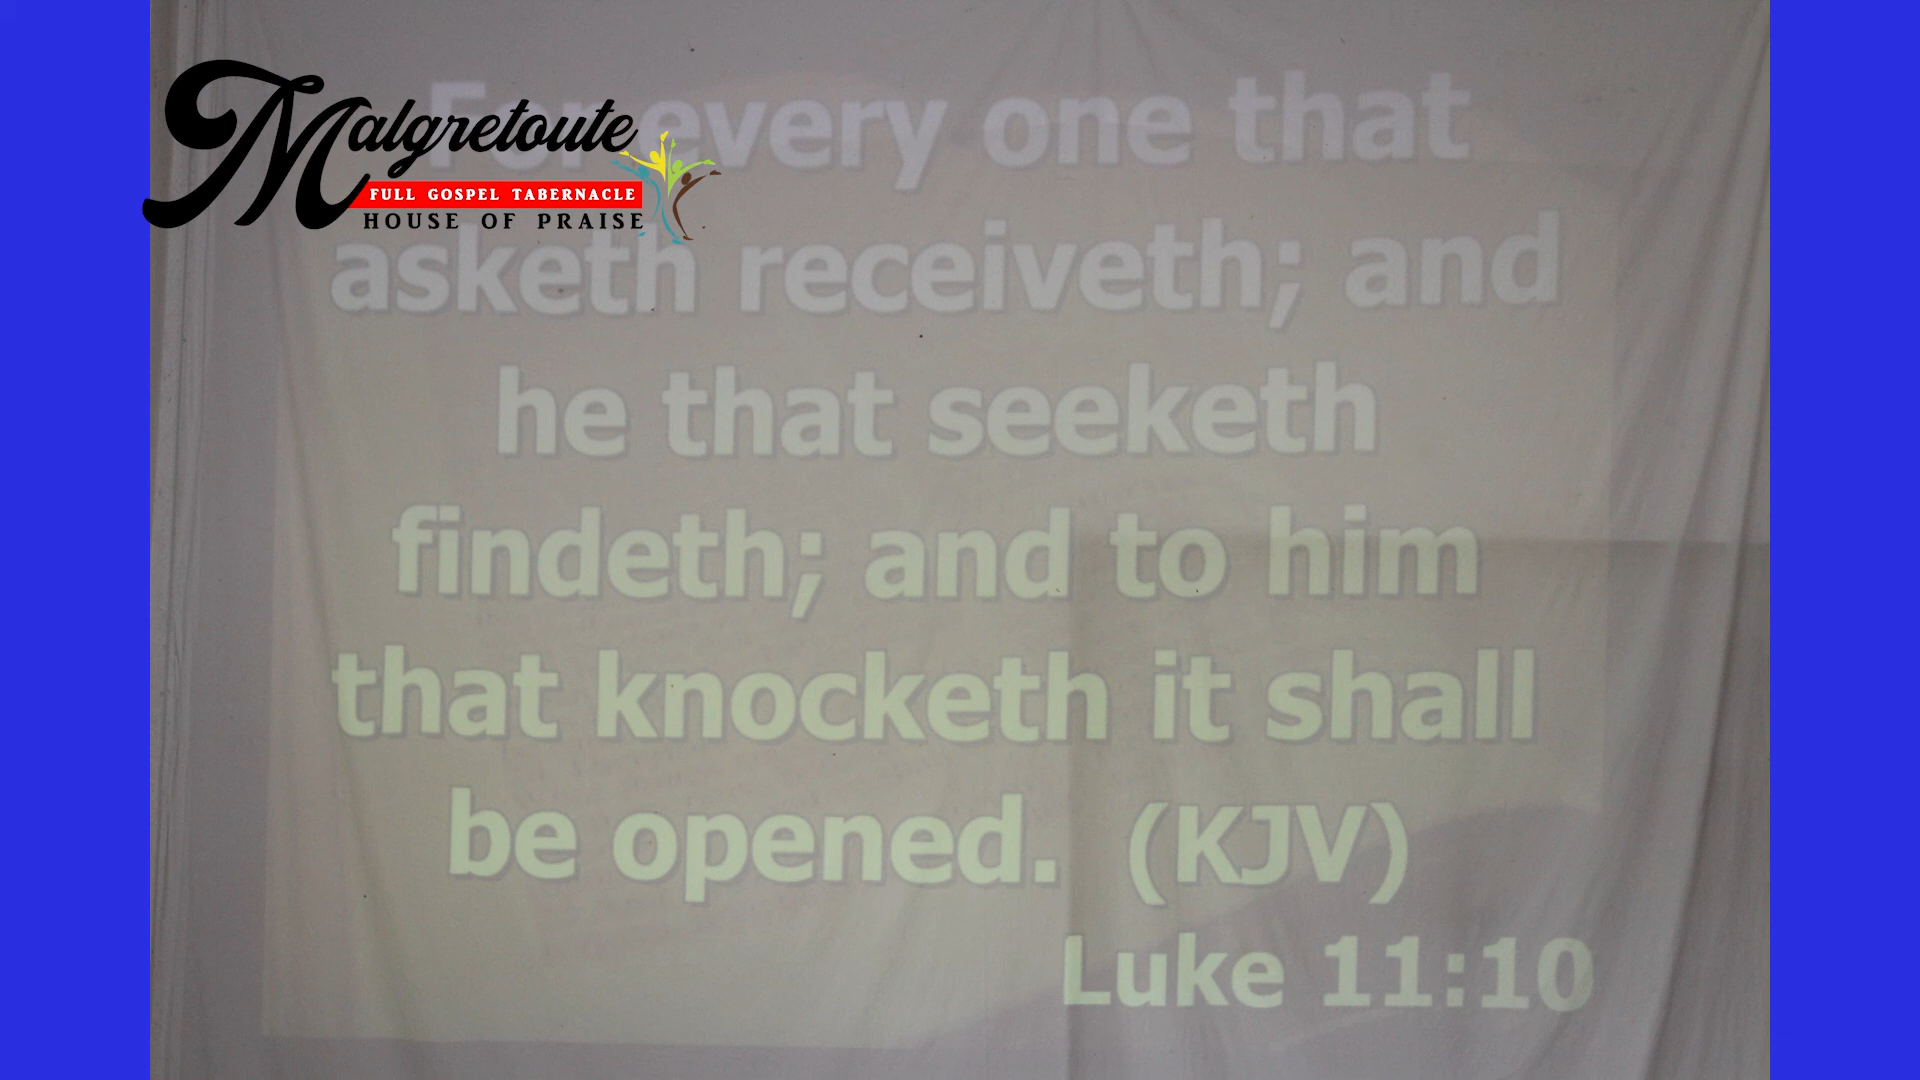 Malgretoute
FULL GOSPEL TABERNACLE
HOUSE OF PRAISE
For every one that
asketh receiveth; and
he that seeketh
findeth; and to him
that knocketh it shall
be opened. (KJV)
Luke 11:10